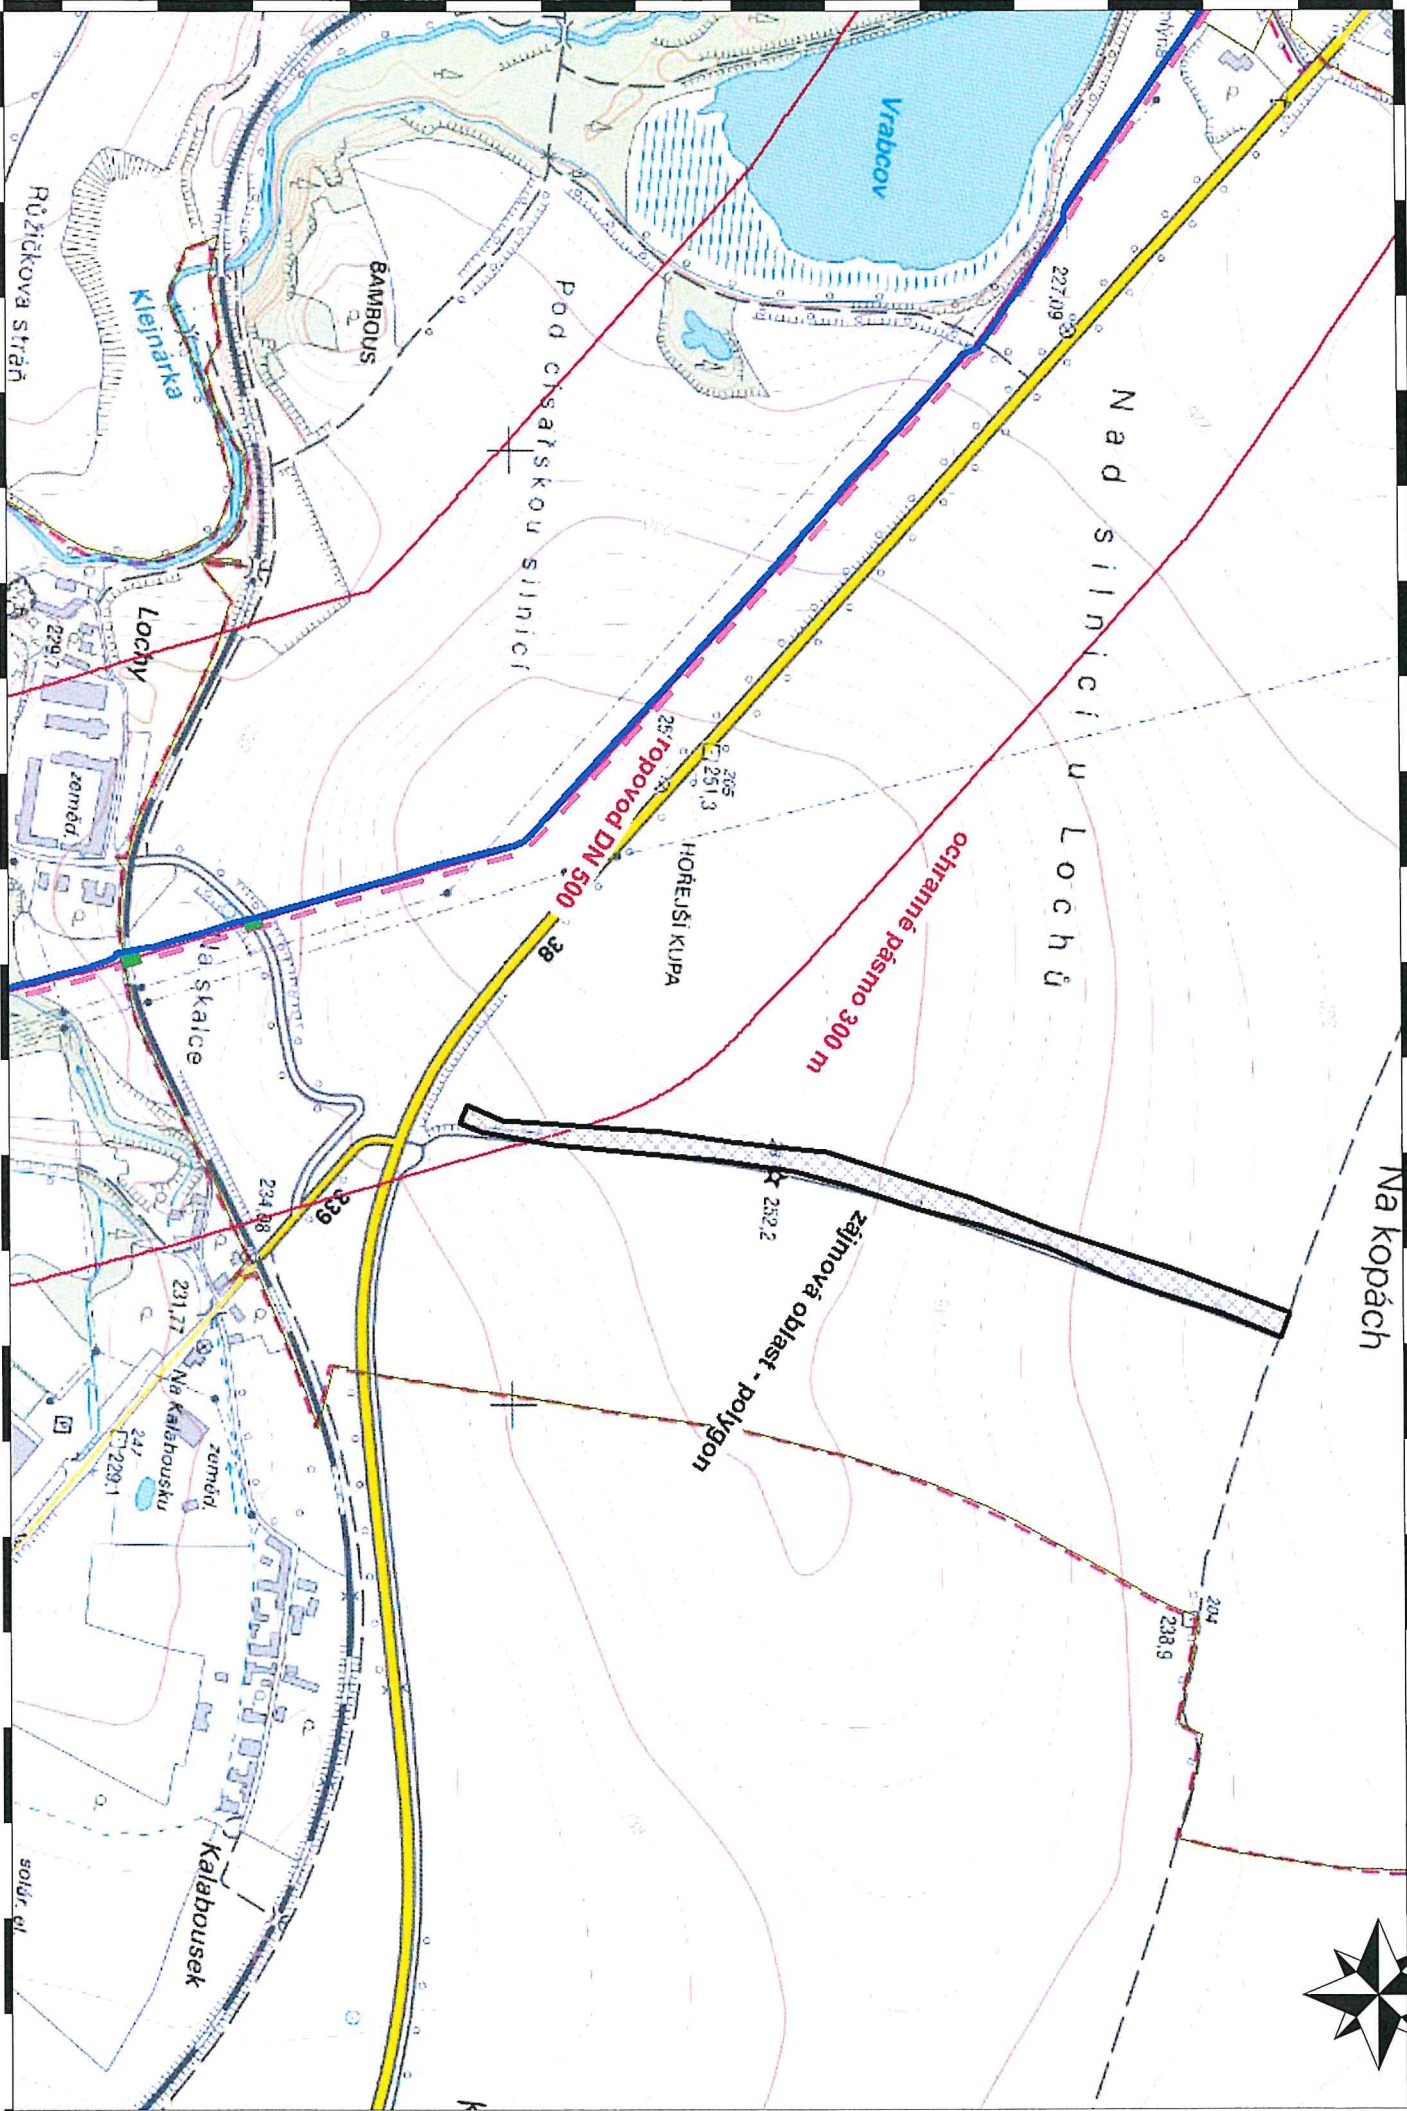 Na kopách
204
238,9
mlýna
Nad silnicí u Lochů
227,09
Vrabcov
ochranné pásmo 300 m
zájmová oblast - polygon
252,2
HOŘEJŠÍ KUPA
205
251,3
ropovod DN 500
38
Pod císařskou silnicí
BAMBOUS
339
234,08
Na skalce
231,77
Na Kalabousku
zeměd.
247
229,1
Kalabousek
Klejnárka
Lochy
229,7
zeměd.
Růžičkova stráň
solár. el.
K